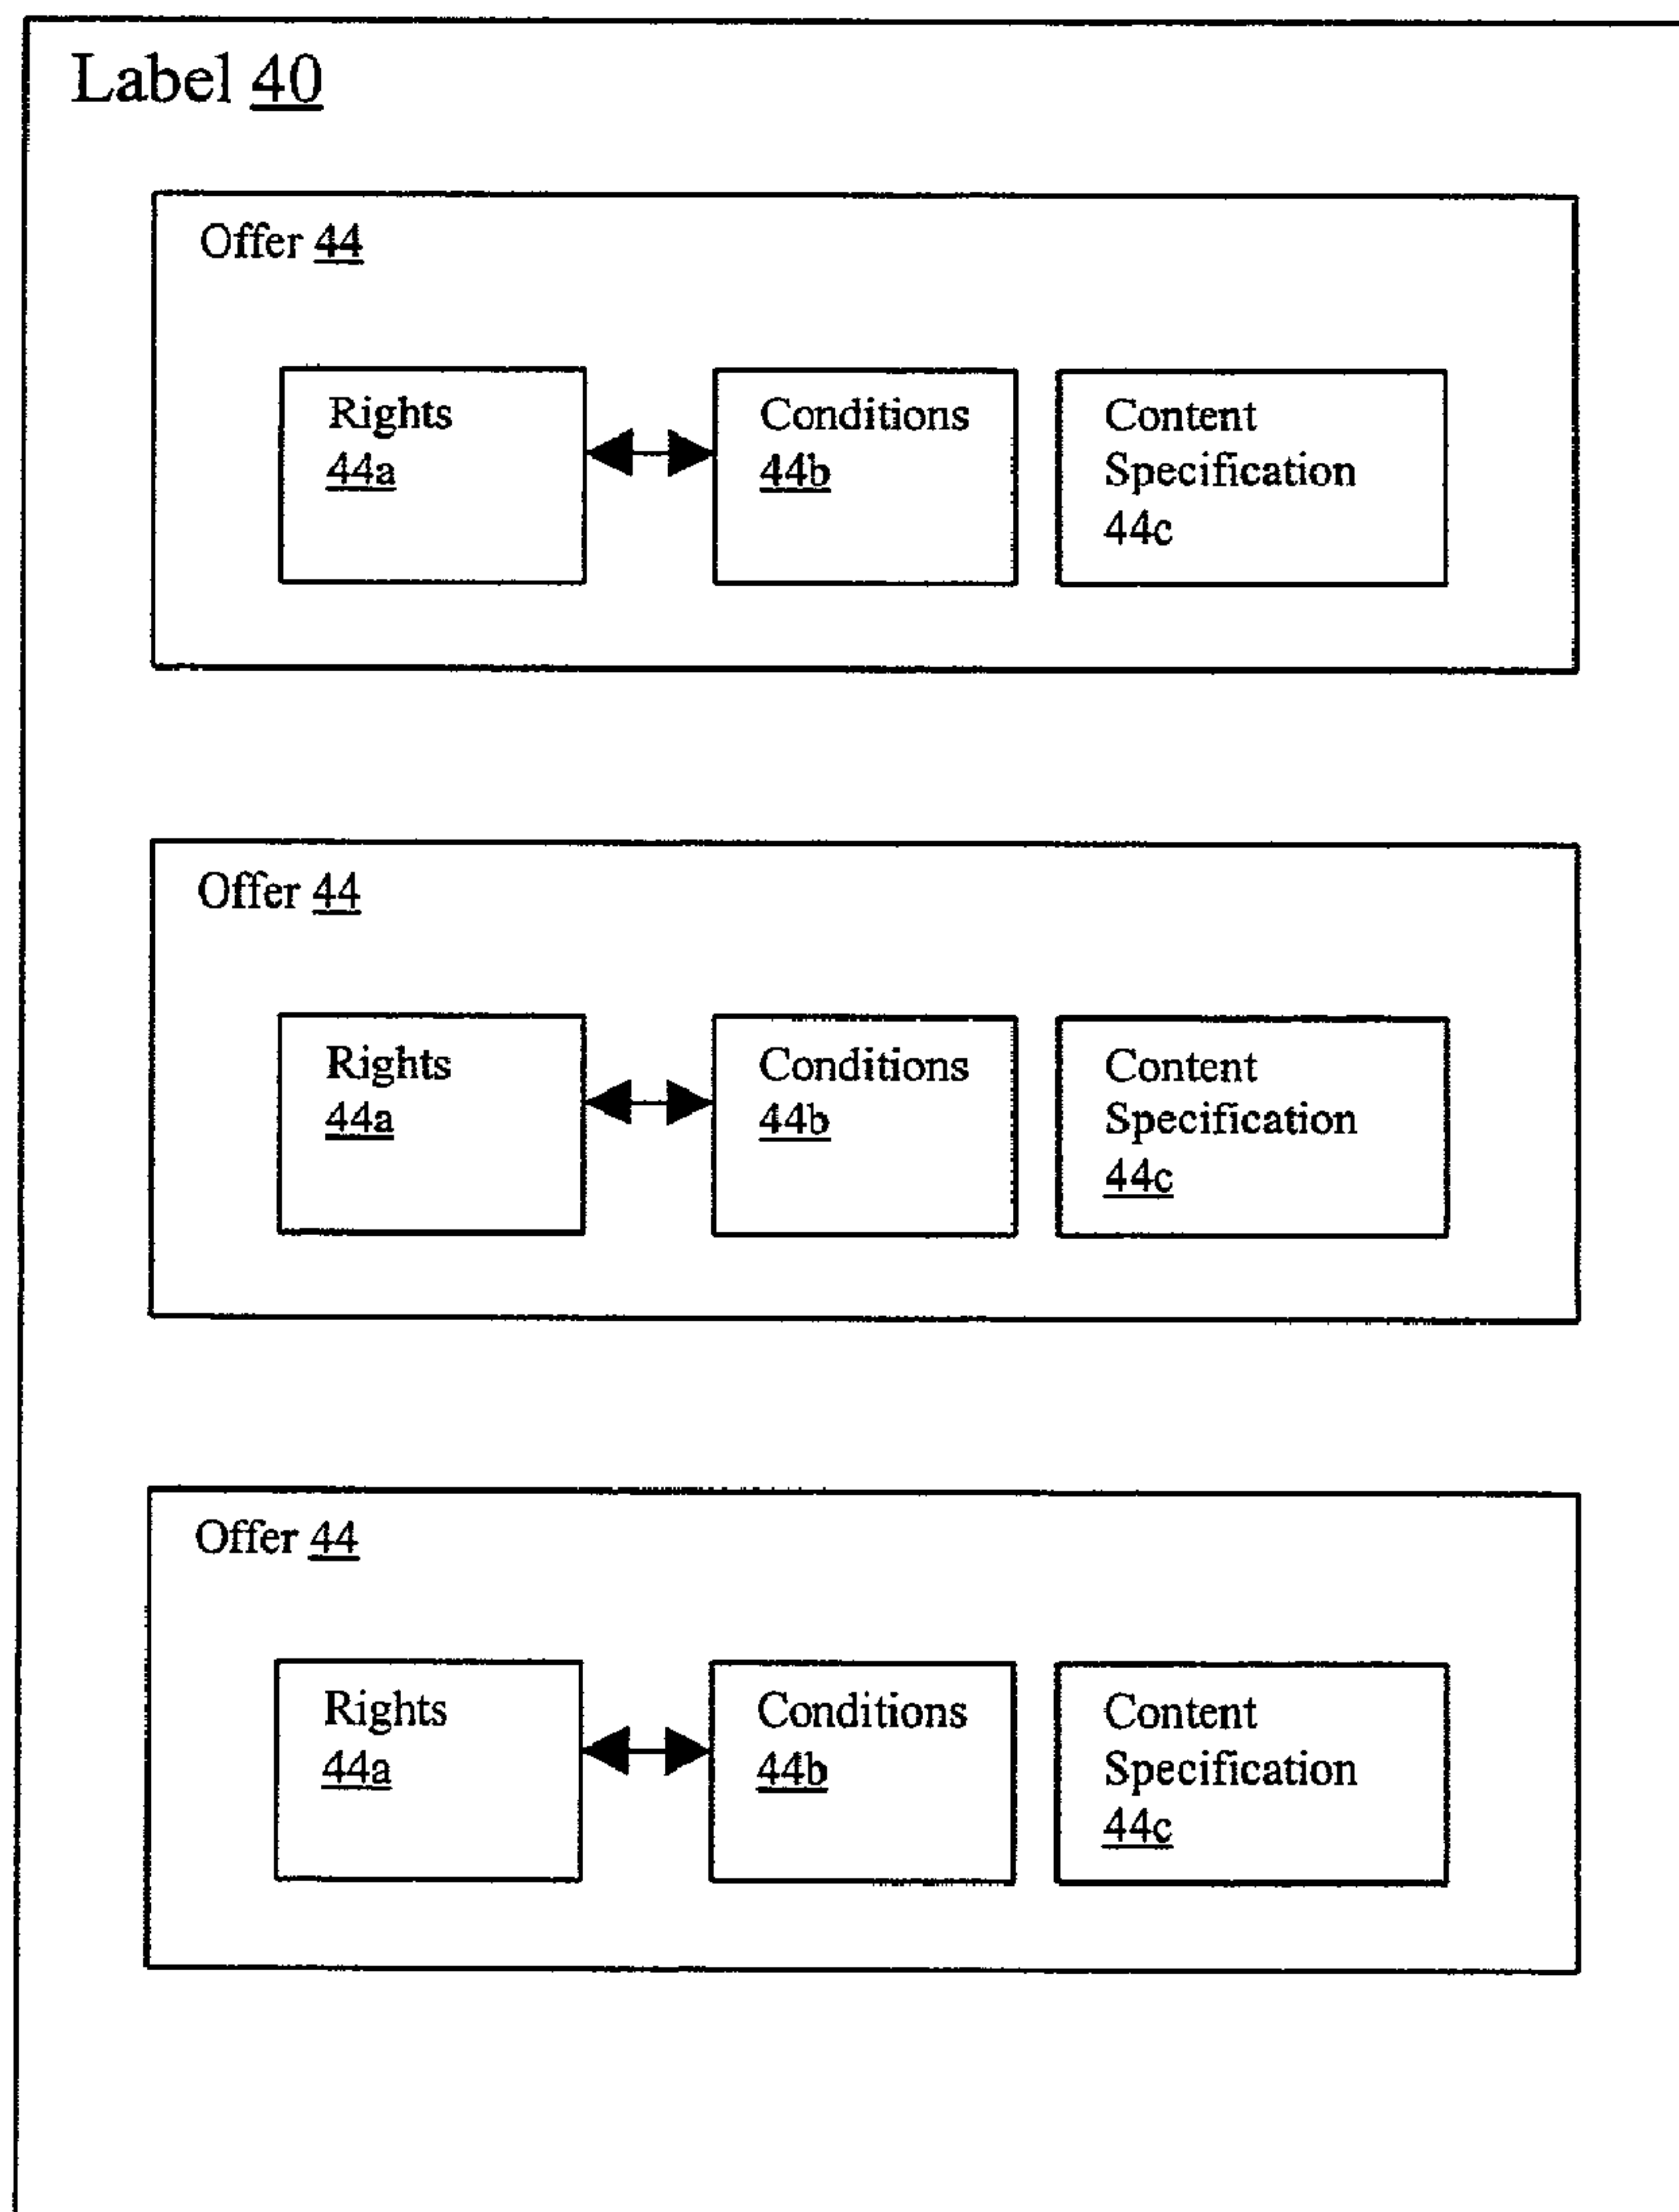 Label 40
Offer 44
Rights
44a
Conditions
44b
Content
Specification
44c
Offer 44
Rights
44a
Conditions
44b
Content
Specification
44c
Offer 44
Rights
44a
Conditions
44b
Content
Specification
44c